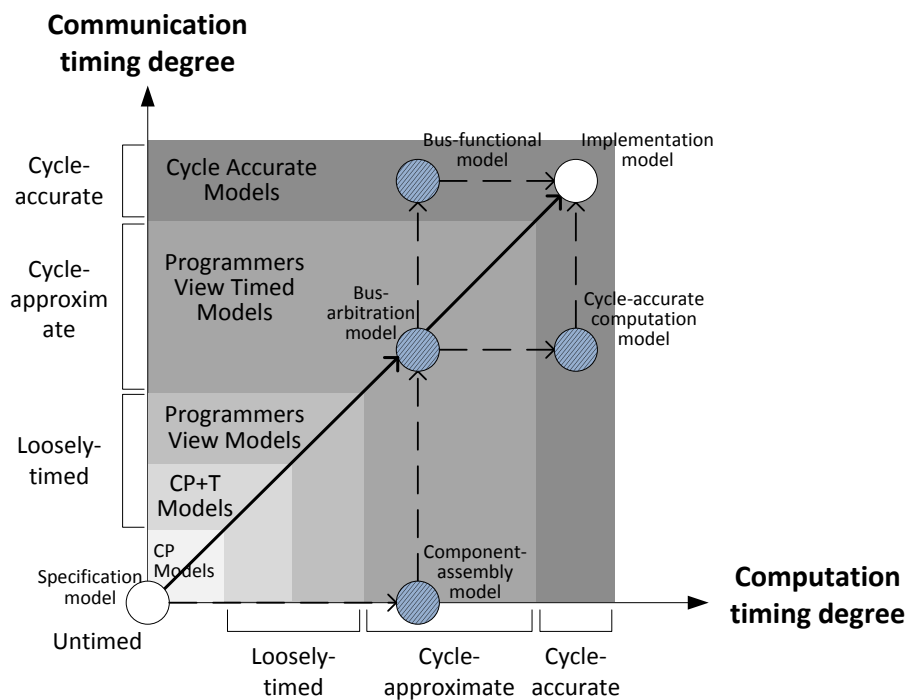 Communication
timing degree
Bus-functional
model
Implementation
model
Cycle-
accurate
Cycle Accurate
Models
Cycle-
approxim
ate
Programmers
View Timed
Models
Bus-
arbitration
model
Cycle-accurate
computation
model
Loosely-
timed
Programmers
View Models
CP+T
Models
CP
Models
Specification
model
Component-
assembly
model
Untimed
Computation
timing degree
Loosely-
timed
Cycle-
approximate
Cycle-
accurate